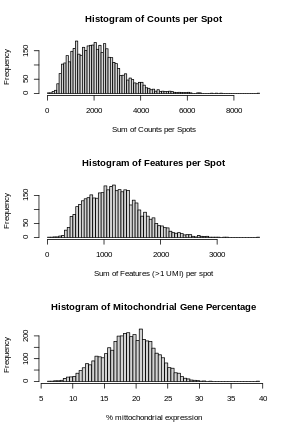 Histogram of Counts per Spot
Frequency
0
50
150
0
2000
4000
6000
8000
Sum of Counts per Spots
Histogram of Features per Spot
Frequency
0
50
150
0
1000
2000
3000
Sum of Features (>1 UMI) per spot
Histogram of Mitochondrial Gene Percentage
Frequency
0
100
200
5
10
15
20
25
30
35
40
% mittochondrial expression